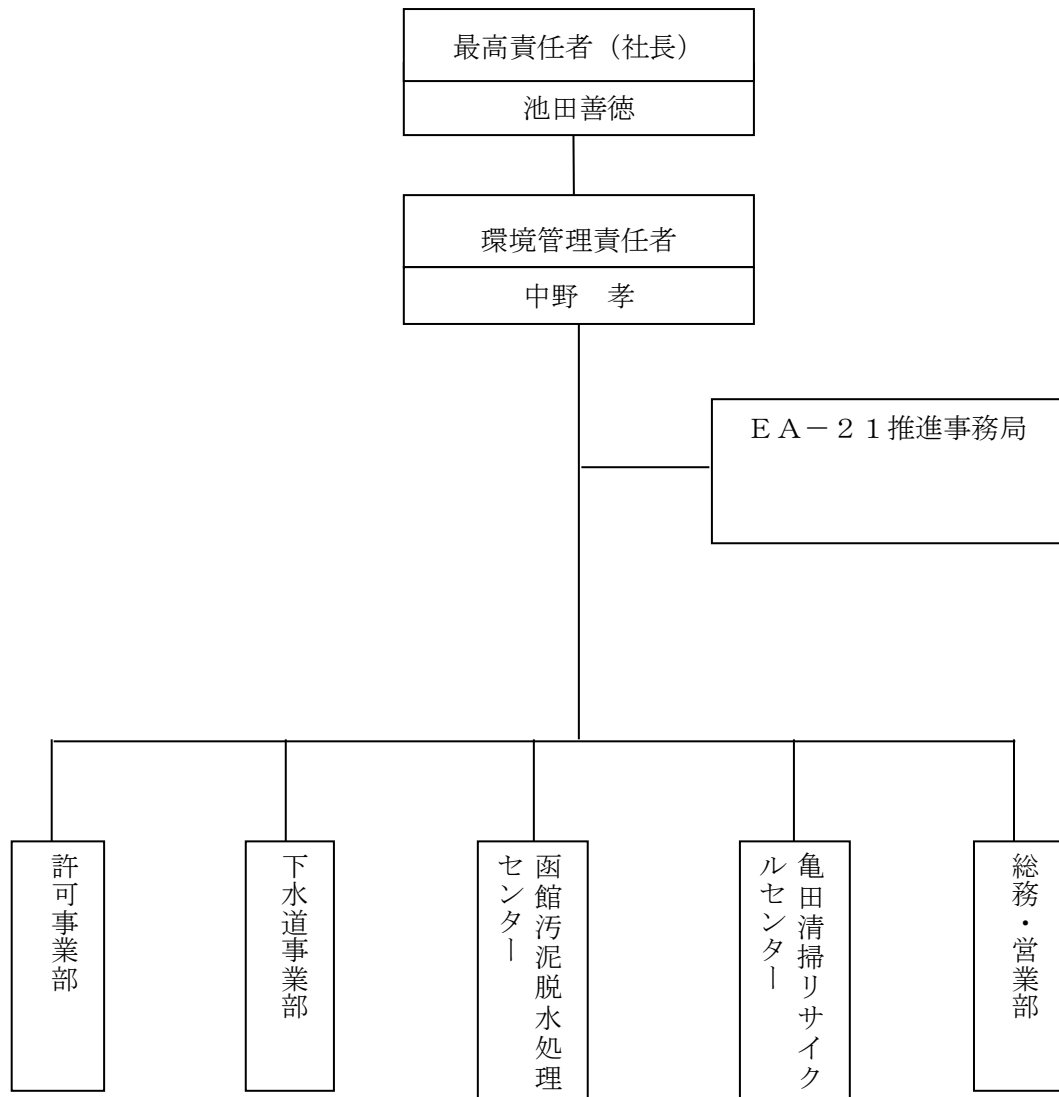 最高責任者（社長）
池田善徳
環境管理責任者
中野　孝
ＥＡ－２１推進事務局
許可事業部
下水道事業部
函館汚泥脱水処理
センター
亀田清掃リサイク
ルセンター
総務・営業部